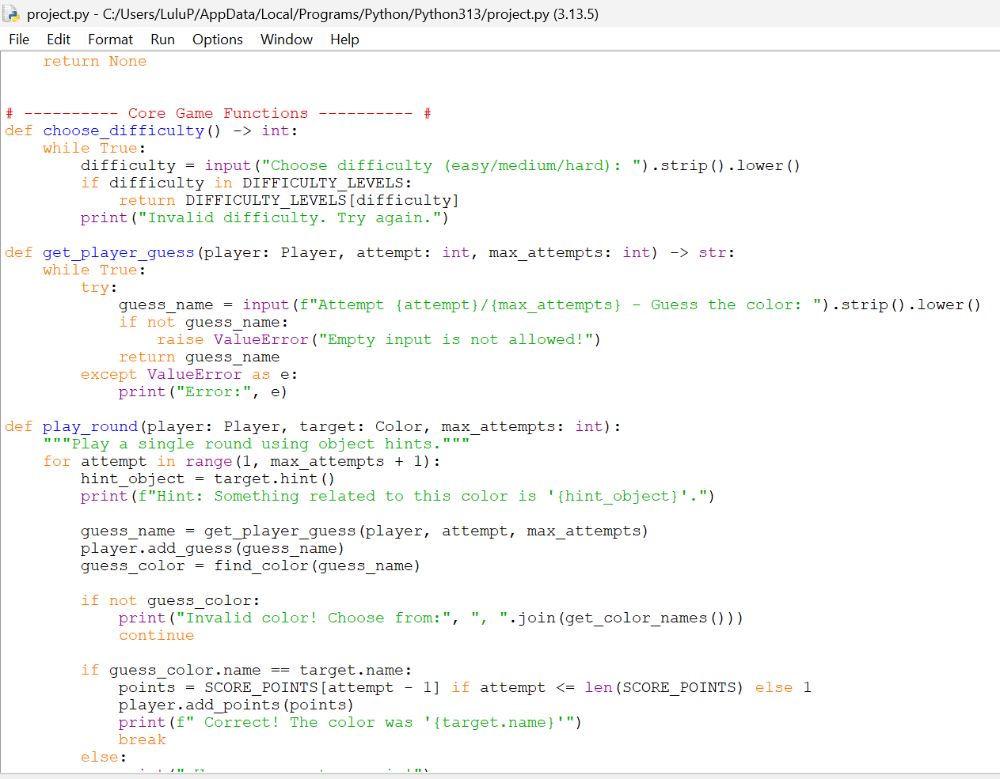 project.py - C:/Users/LuluP/AppData/Local/Programs/Python/Python313/project.py (3.13.5)
File Edit Format Run Options Window Help
    return None
# ---------- Core Game Functions ---------- #
def choose_difficulty() -> int:
    while True:
        difficulty = input("Choose difficulty (easy/medium/hard): ").strip().lower()
        if difficulty in DIFFICULTY_LEVELS:
            return DIFFICULTY_LEVELS[difficulty]
        print("Invalid difficulty. Try again.")
def get_player_guess(player: Player, attempt: int, max_attempts: int) -> str:
    while True:
        try:
            guess_name = input(f"Attempt {attempt}/{max_attempts} - Guess the color: ").strip().lower()
            if not guess_name:
                raise ValueError("Empty input is not allowed!")
            return guess_name
        except ValueError as e:
            print("Error:", e)
def play_round(player: Player, target: Color, max_attempts: int):
    """Play a single round using object hints."""
    for attempt in range(1, max_attempts + 1):
        hint_object = target.hint()
        print(f"Hint: Something related to this color is '{hint_object}'.")
        guess_name = get_player_guess(player, attempt, max_attempts)
        player.add_guess(guess_name)
        guess_color = find_color(guess_name)
        if not guess_color:
            print("Invalid color! Choose from:", ", ".join(get_color_names()))
            continue
        if guess_color.name == target.name:
            points = SCORE_POINTS[attempt - 1] if attempt <= len(SCORE_POINTS) else 1
            player.add_points(points)
            print(f" Correct! The color was '{target.name}'")
            break
        else: